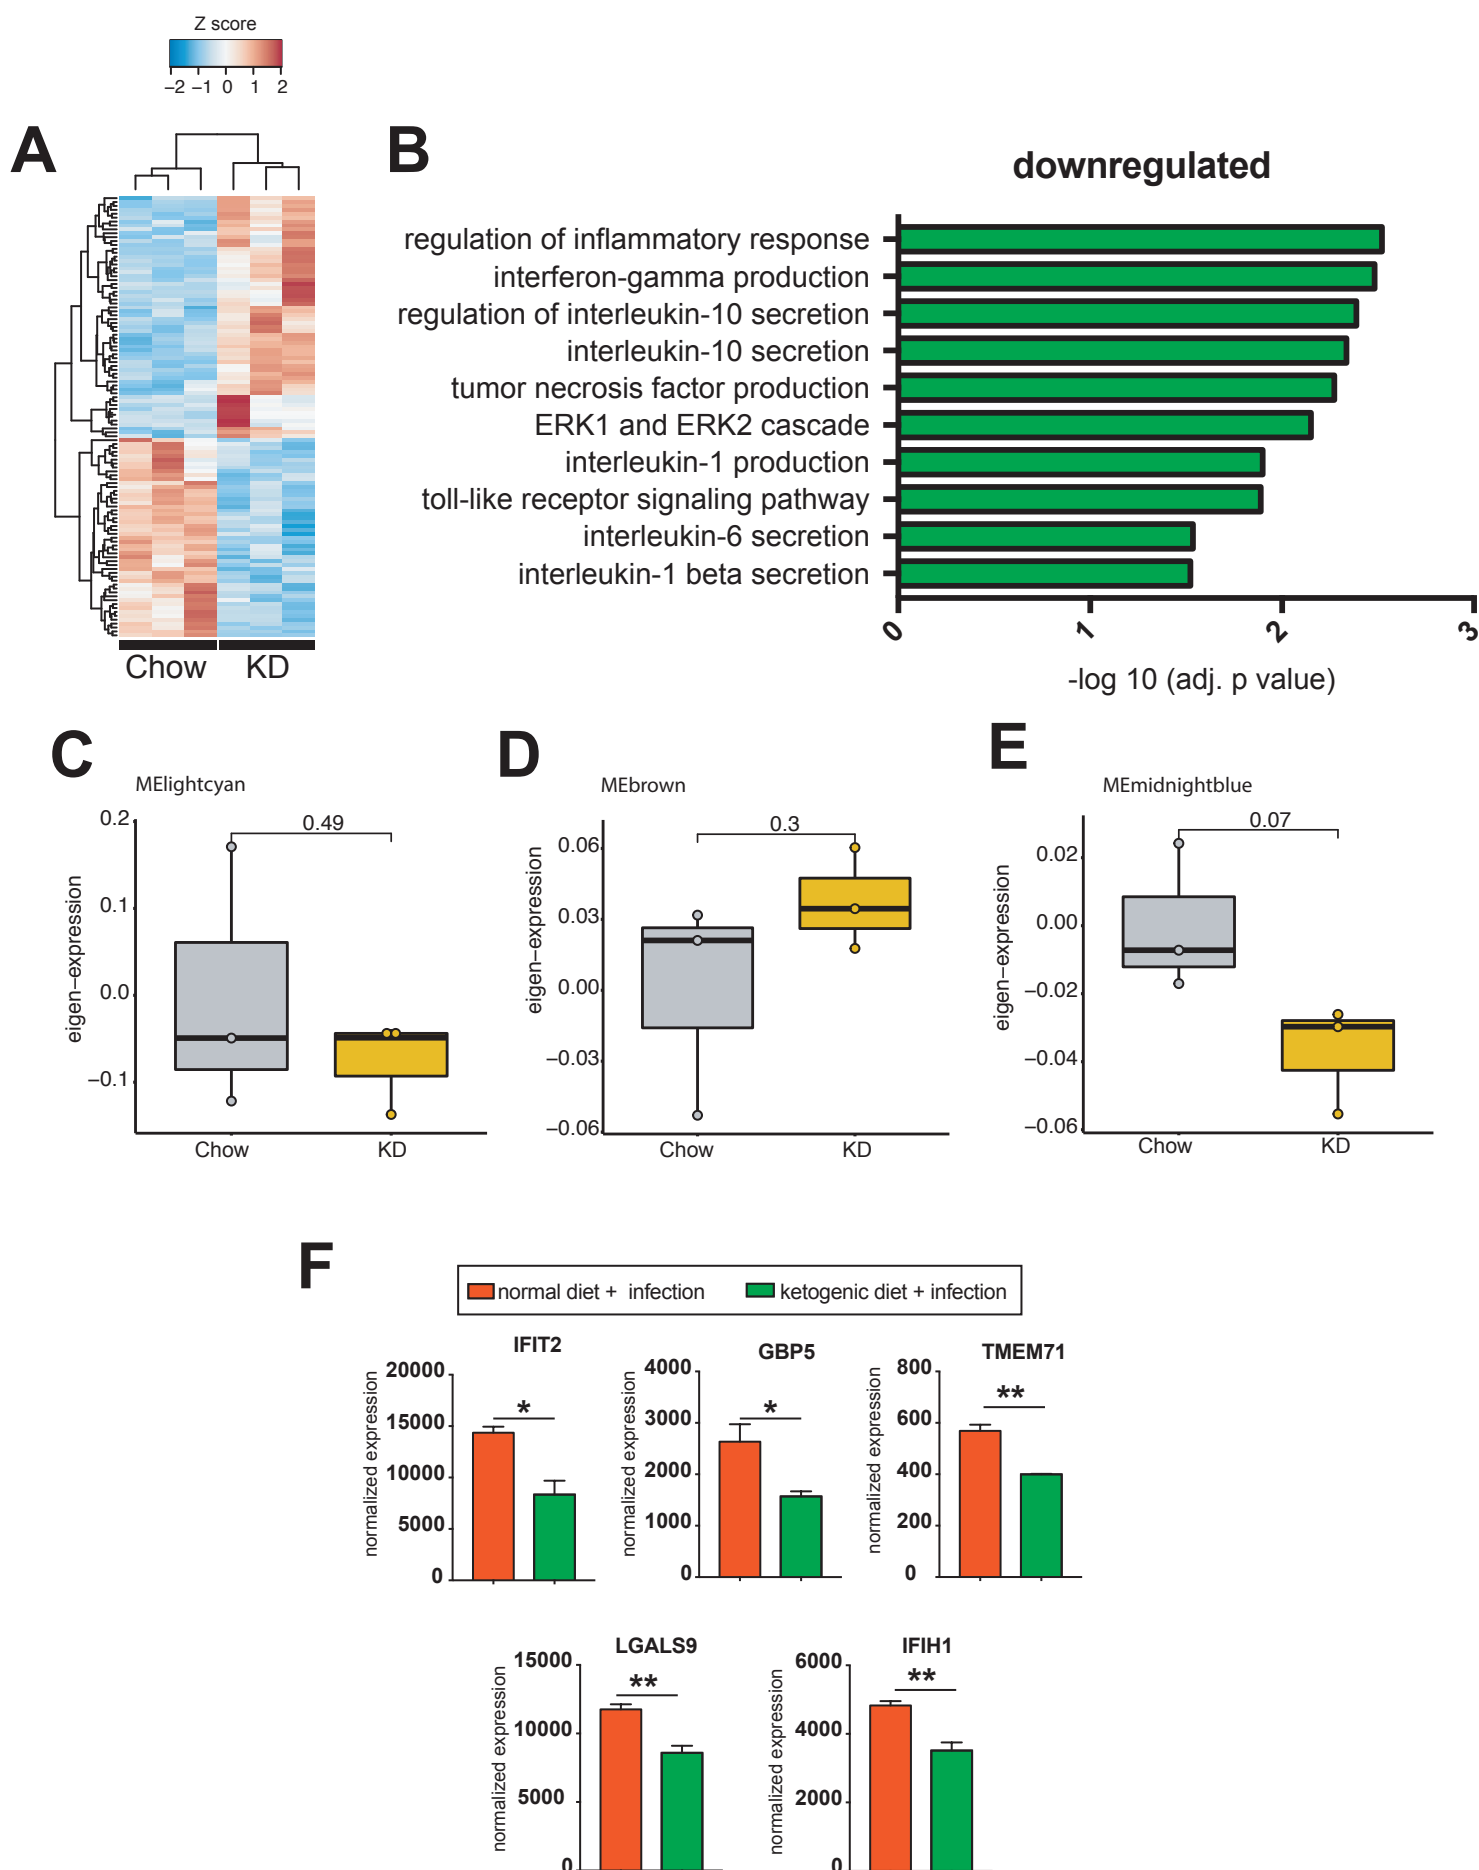 Z score
−2 −1 0 1 2
A
Chow KD
B
downregulated
regulation of inflammatory response
interferon-gamma production
regulation of interleukin-10 secretion
interleukin-10 secretion
tumor necrosis factor production
ERK1 and ERK2 cascade
interleukin-1 production
toll-like receptor signaling pathway
interleukin-6 secretion
interleukin-1 beta secretion
0 1 2 3
-log 10 (adj. p value)
C
MElightcyan
0.49
eigen−expression
0.2
0.1
0.0
−0.1
Chow KD
D
MEbrown
0.3
eigen−expression
0.06
0.03
0.00
−0.03
−0.06
Chow KD
E
MEmidnightblue
0.07
eigen−expression
0.02
0.00
−0.02
−0.04
−0.06
Chow KD
F
normal diet + infection ketogenic diet + infection
IFIT2
normalized expression
20000
15000
10000
5000
0
*
GBP5
normalized expression
4000
3000
2000
1000
0
*
TMEM71
normalized expression
800
600
400
200
0
**
LGALS9
normalized expression
15000
10000
5000
0
**
IFIH1
normalized expression
6000
4000
2000
0
**